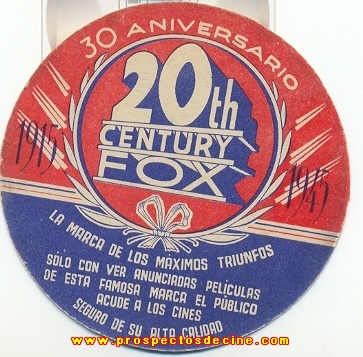 30 ANIVERSARIO
1915
1945
20th
CENTURY
FOX
LA MARCA DE LOS MÁXIMOS TRIUNFOS
SÓLO CON VER ANUNCIADAS PELÍCULAS
DE ESTA FAMOSA MARCA EL PÚBLICO
ACUDE A LOS CINES
SEGURO DE SU ALTA CALIDAD
www.prospectosdecine.com